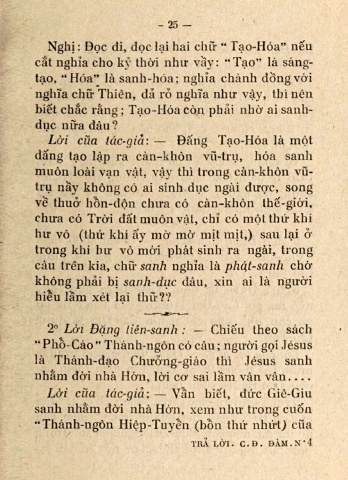 – 25 –
Nghị: Đọc đi, đọc lại hai chữ " Tạo-Hóa" nếu
cắt nghĩa cho kỹ thời như vầy: "Tạo" là sáng-
tạo, "Hóa" là sanh-hóa; nghĩa chánh đồng với
nghĩa chữ Thiên, đã rỏ nghĩa như vậy, thì nên
biết chắc rằng; Tạo-Hóa còn phải nhờ ai sanh-
dục nữa đâu?
Lời của tác-giả: — Đấng Tạo-Hóa là một
đấng tạo lập ra càn-khôn vũ-trụ, hóa sanh
muôn loài vạn vật, vậy thì trong càn-khôn vũ-
trụ nầy không có ai sinh dục ngài được, song
về thuở hồn-độn chưa có càn-khôn thế-giới,
chưa có Trời đất muôn vật, chỉ có một thứ khí
hư vô (thứ khí ấy mờ mờ mịt mịt,) sau lại ở
trong khí hư vô mới phát sinh ra ngài, trong
câu trên kia, chữ sanh nghĩa là phát-sanh chớ
không phải bị sanh-dục đâu, xin ai là người
hiểu lầm xét lại thử??
2º Lời Đặng tiên-sanh: — Chiếu theo sách
"Phồ-Cáo" Thánh-ngôn có câu; người gọi Jésus
là Thánh-đạo Chưởng-giáo thì Jésus sanh
nhằm đời nhà Hớn, lời cơ sai lầm vân vân....
Lời của tác-giả: — Vần biết, đức Giê-Giu
sanh nhằm đời nhà Hớn, xem như trong cuốn
"Thánh-ngôn Hiệp-Tuyền (bồn thứ nhứt) của
TRẢ LỜI. C. Đ. ĐÀM. Nº 4